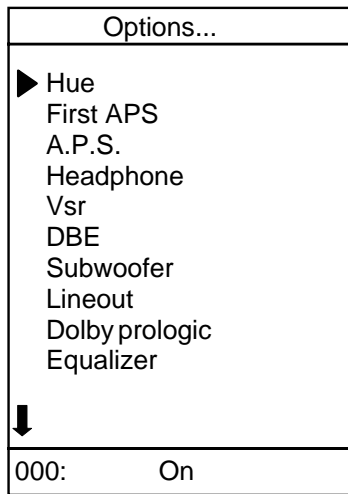 Options...
Hue
First APS
A.P.S.
Headphone
Vsr
DBE
Subwoofer
Lineout
Dolby prologic
Equalizer
000: On